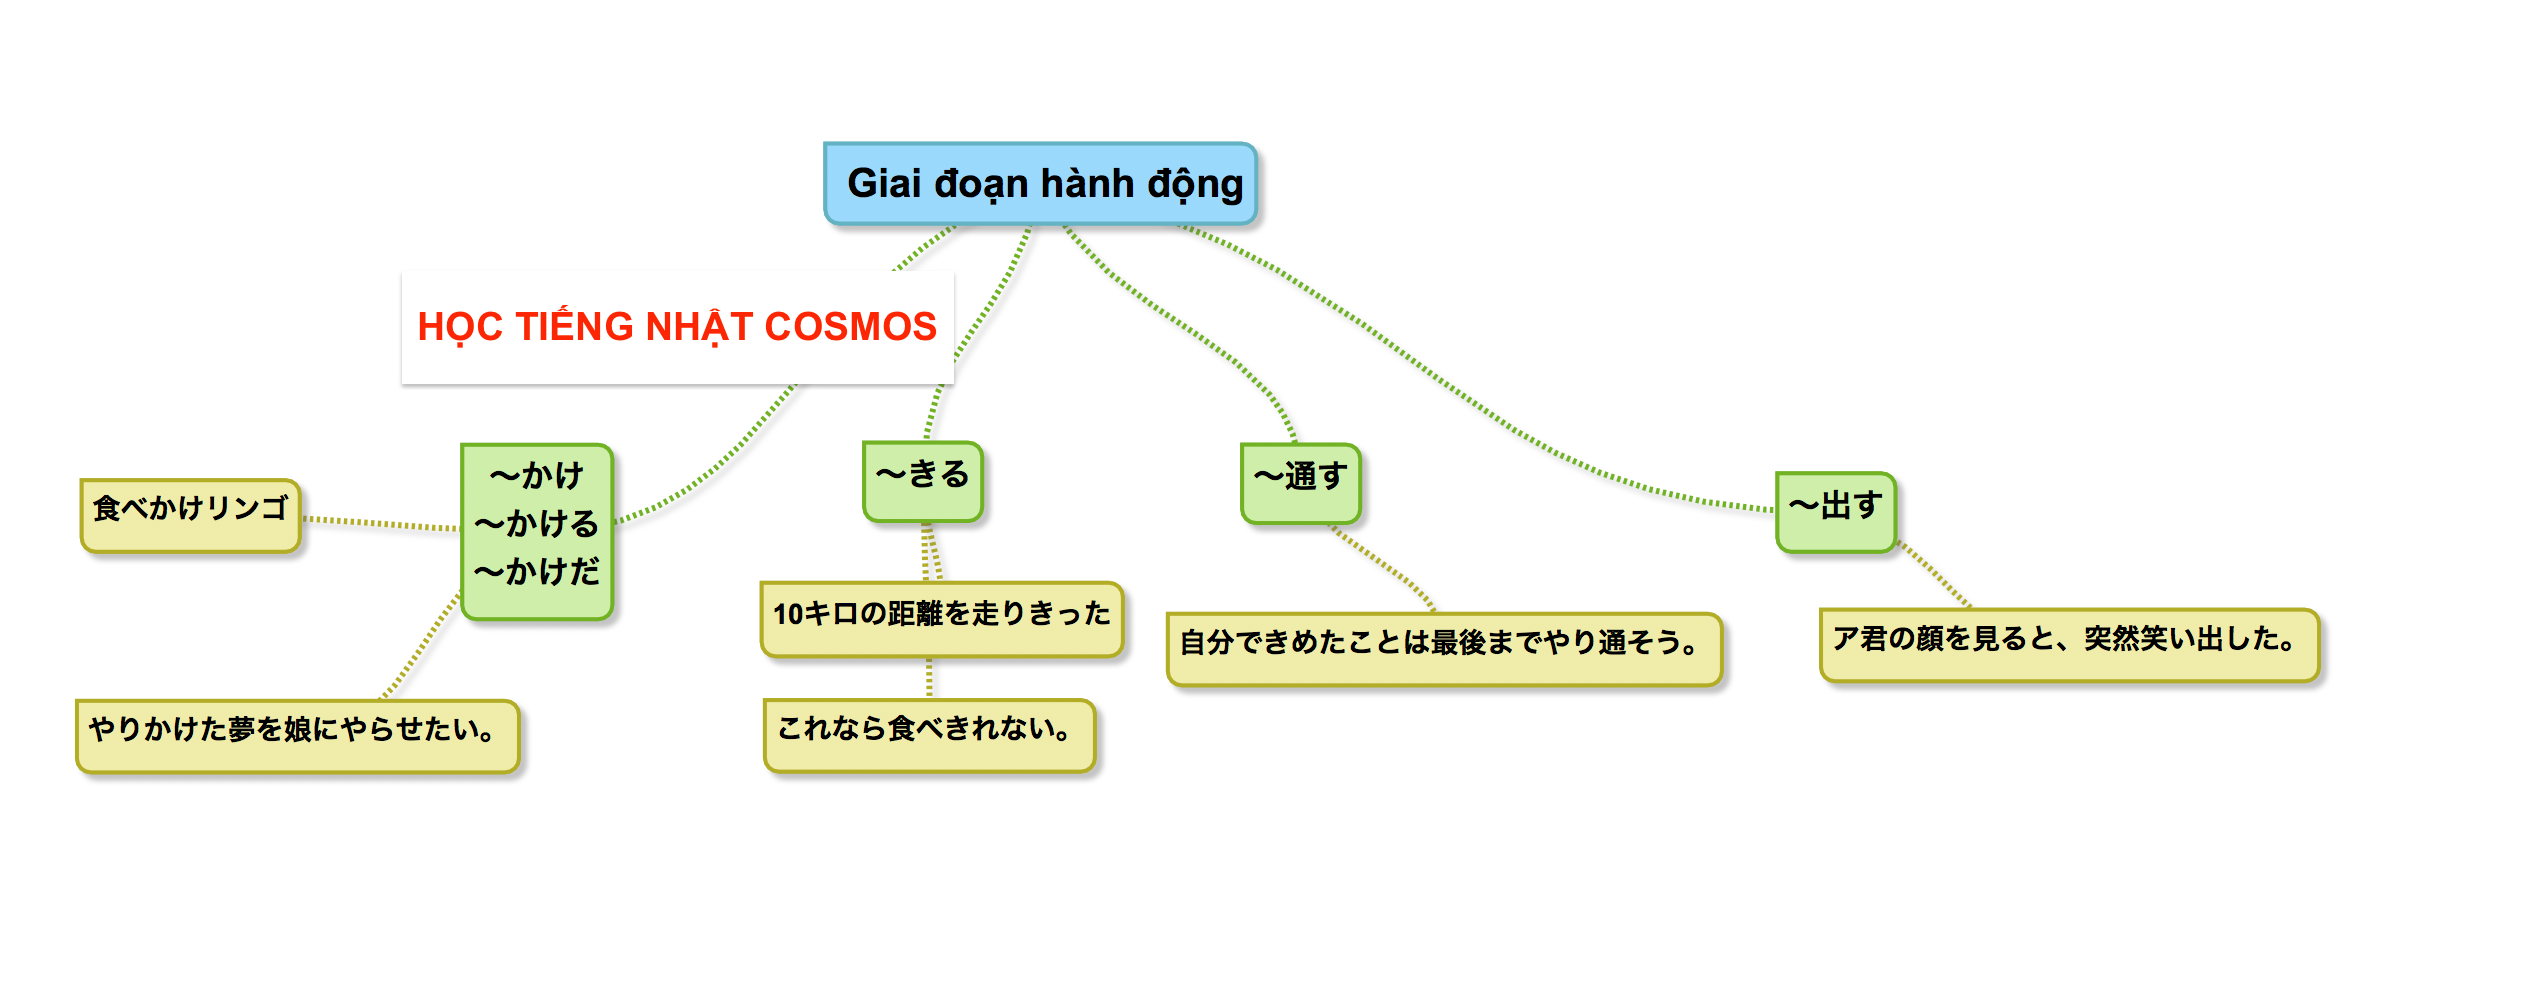 Giai đoạn hành động
HỌC TIẾNG NHẬT COSMOS
～かけ
～かける
～かけだ
食べかけリンゴ
やりかけた夢を娘にやらせたい。
～きる
10キロの距離を走りきった
これなら食べきれない。
～通す
自分できめたことは最後までやり通そう。
～出す
ア君の顔を見ると、突然笑い出した。